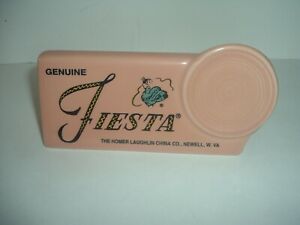 GENUINE
FIESTA®
THE HOMER LAUGHLIN CHINA CO., NEWELL, W. VA